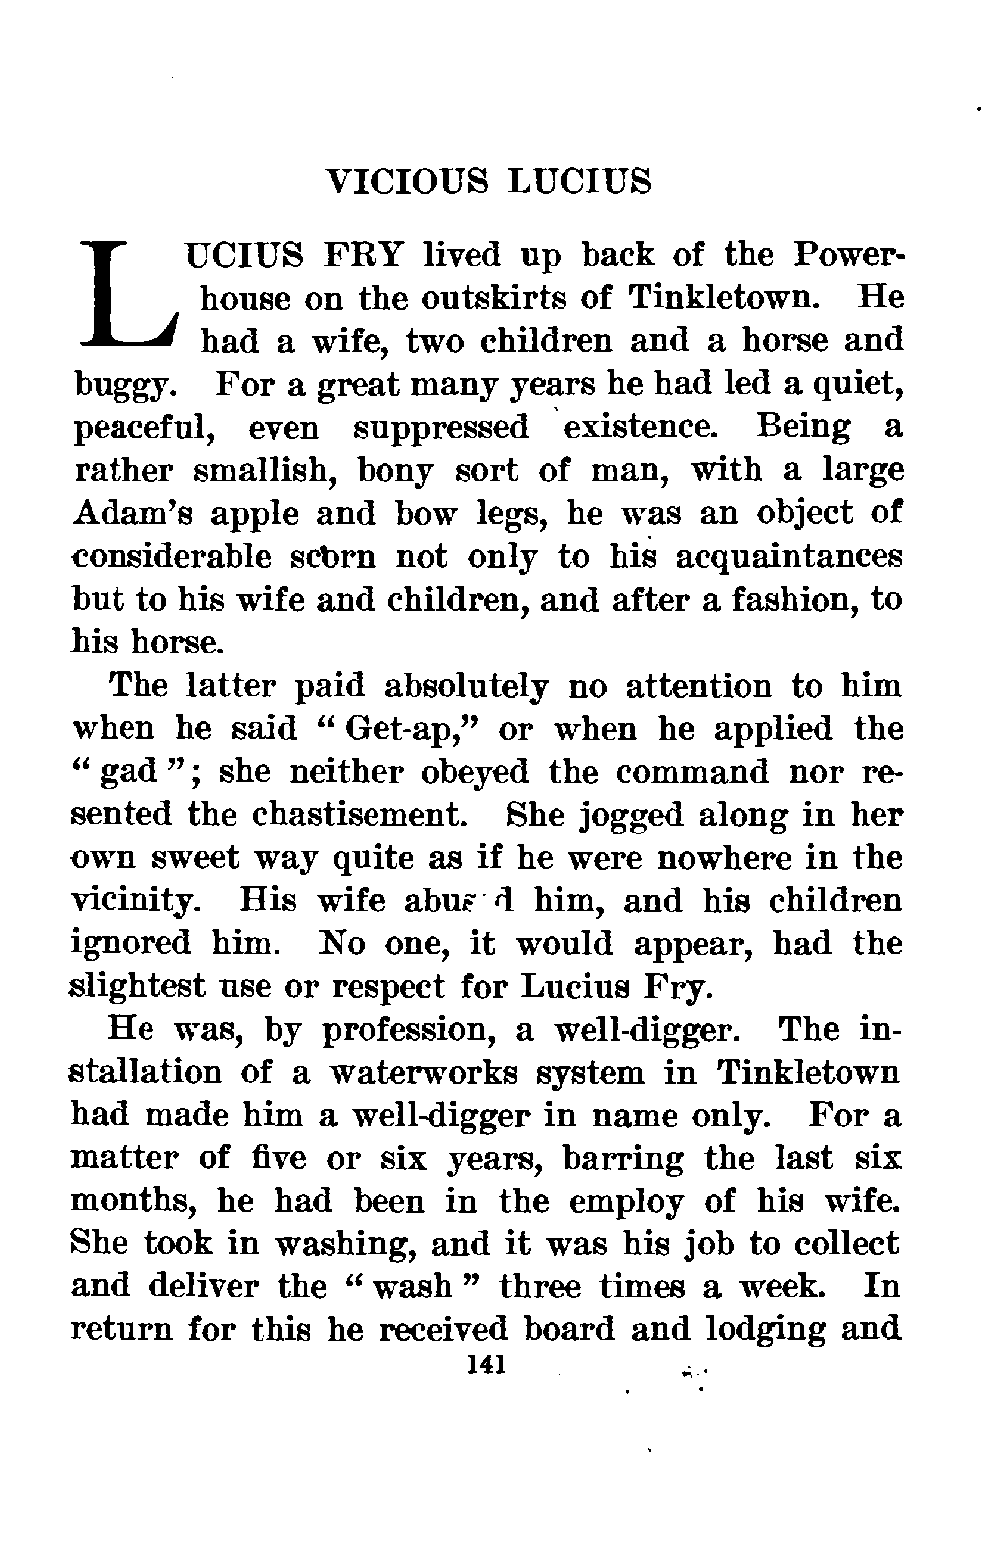 VICIOUS LUCIUS
LUCIUS FRY lived up back of the Power-
house on the outskirts of Tinkletown. He
had a wife, two children and a horse and
buggy. For a great many years he had led a quiet,
peaceful, even suppressed existence. Being a
rather smallish, bony sort of man, with a large
Adam's apple and bow legs, he was an object of
considerable scorn not only to his acquaintances
but to his wife and children, and after a fashion, to
his horse.
The latter paid absolutely no attention to him
when he said “ Get-ap,” or when he applied the
“ gad ”; she neither obeyed the command nor re-
sented the chastisement. She jogged along in her
own sweet way quite as if he were nowhere in the
vicinity. His wife abused him, and his children
ignored him. No one, it would appear, had the
slightest use or respect for Lucius Fry.
He was, by profession, a well-digger. The in-
stallation of a waterworks system in Tinkletown
had made him a well-digger in name only. For a
matter of five or six years, barring the last six
months, he had been in the employ of his wife.
She took in washing, and it was his job to collect
and deliver the “ wash ” three times a week. In
return for this he received board and lodging and
141